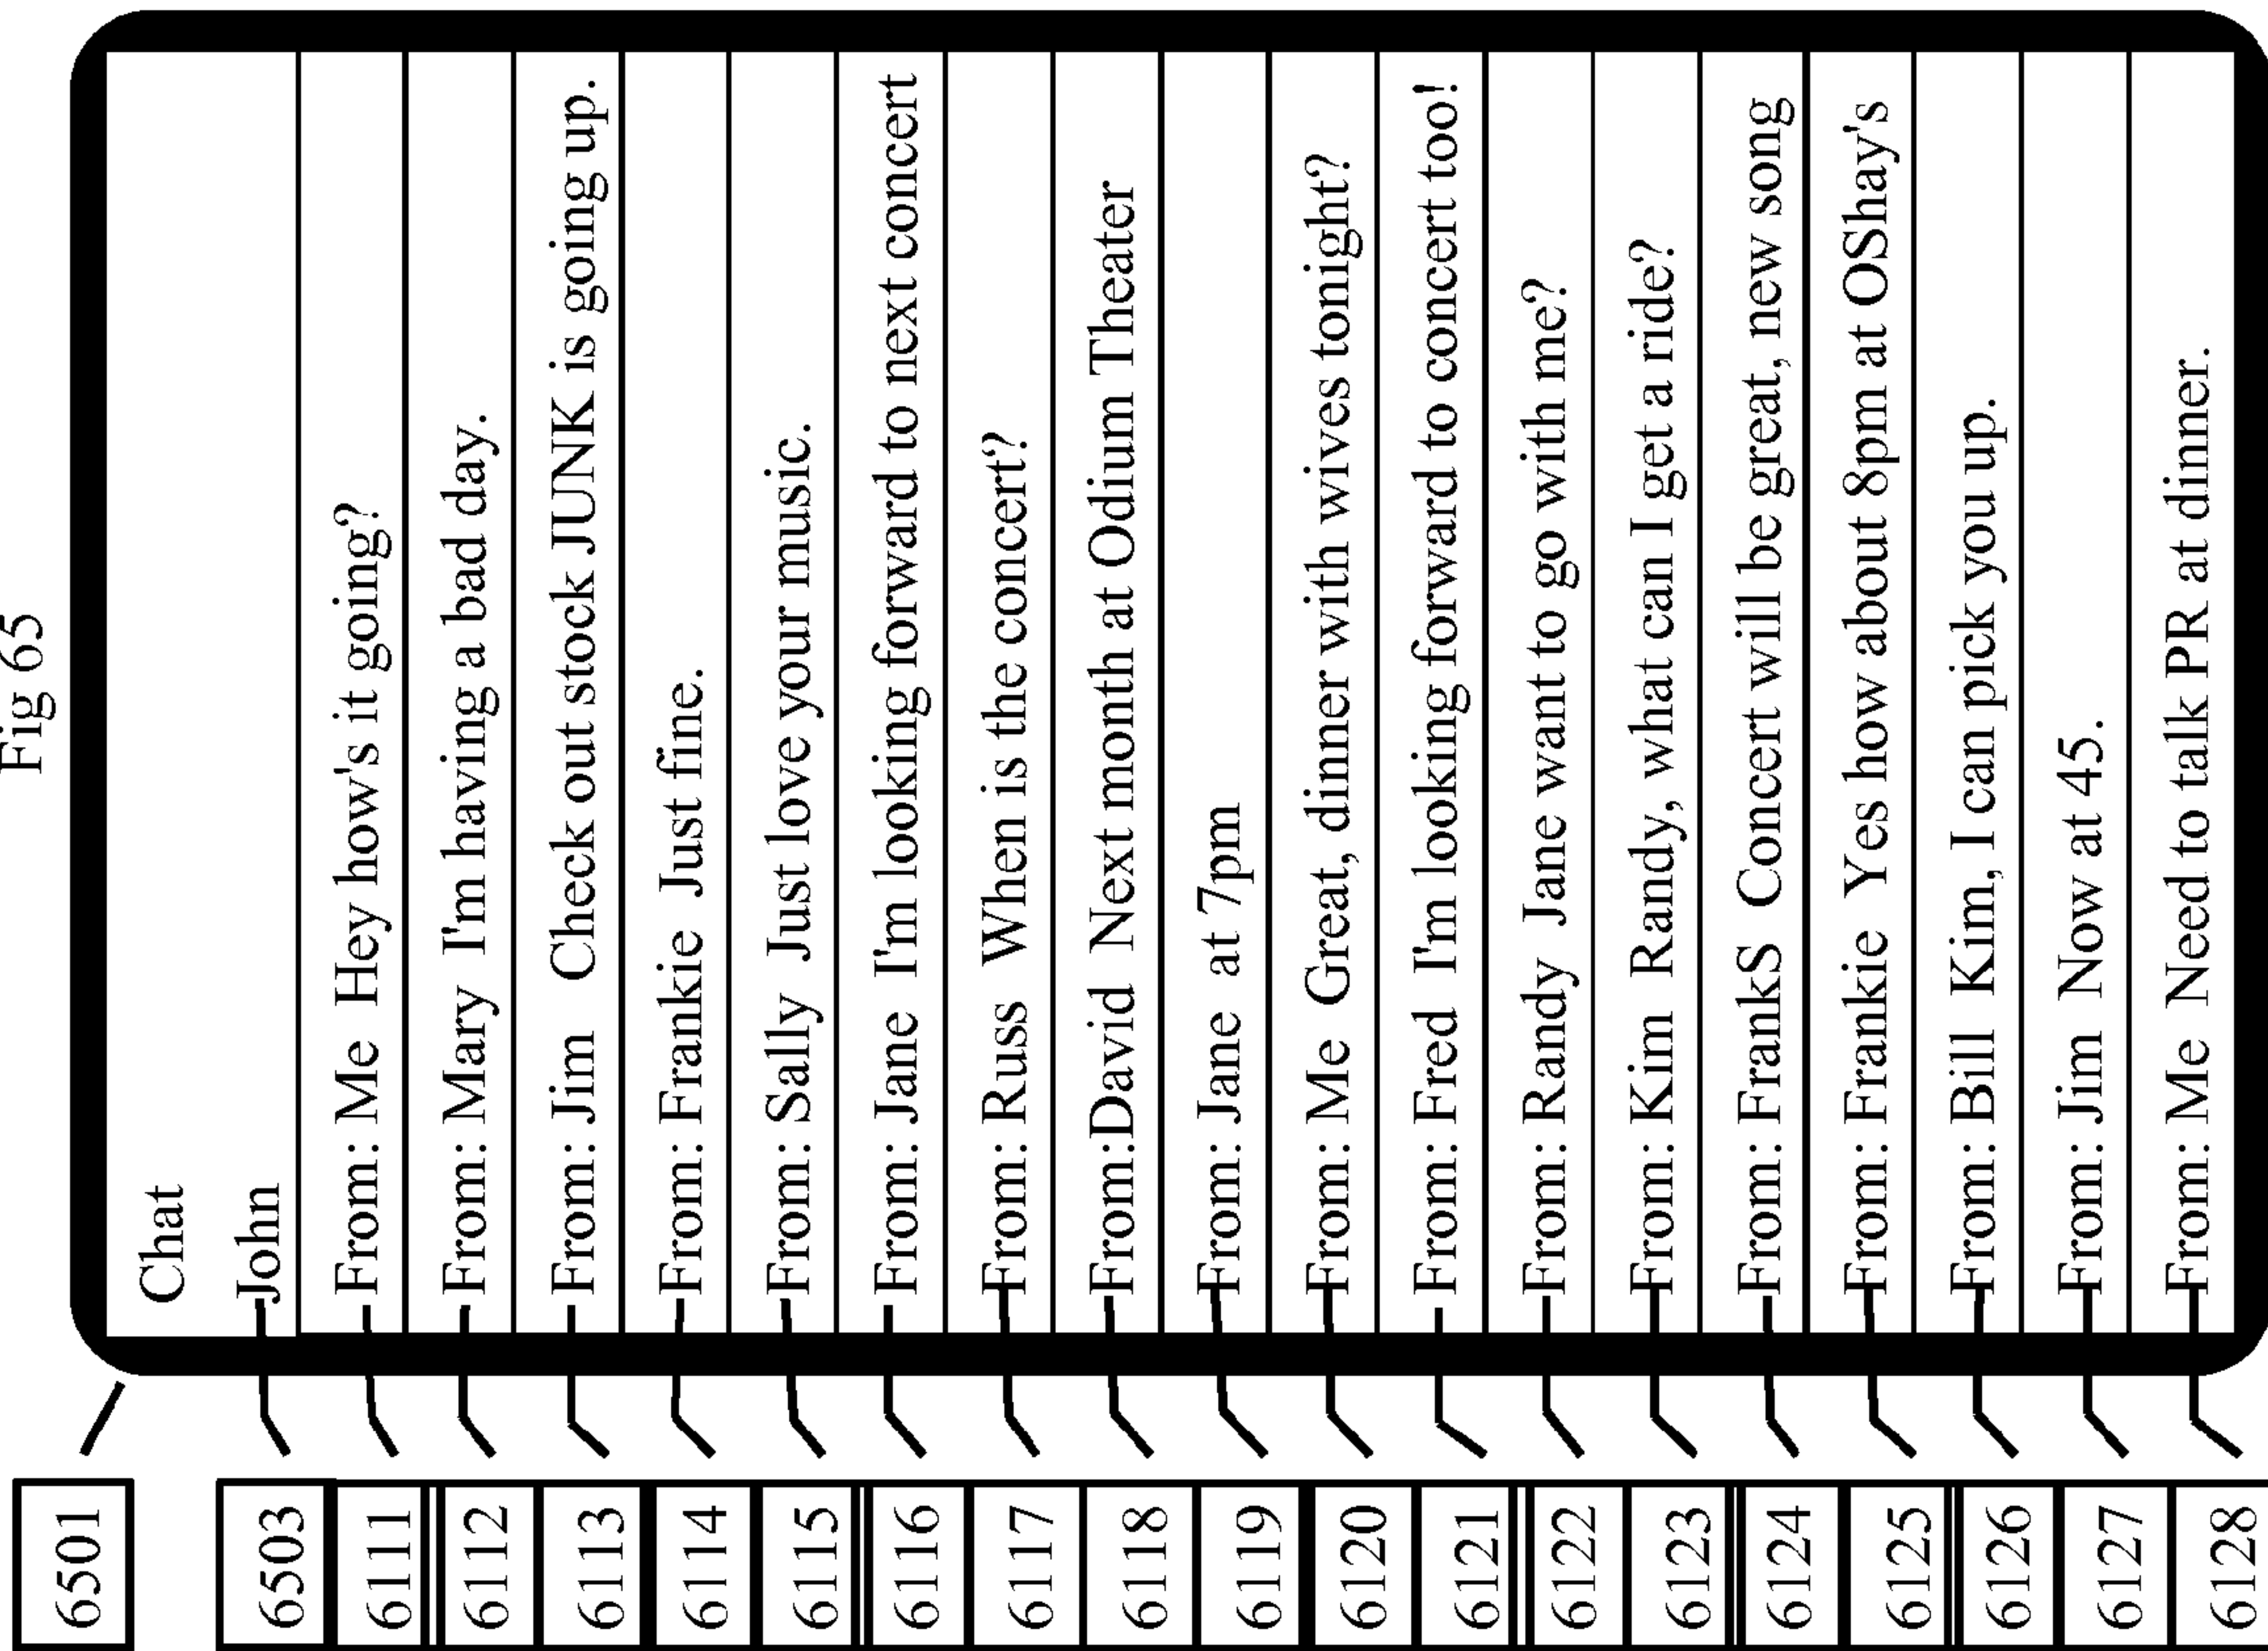 Fig 65
6501
Chat
6503 John
6111 From: Me Hey how's it going?
6112 From: Mary I'm having a bad day.
6113 From: Jim Check out stock JUNK is going up.
6114 From: Frankie Just fine.
6115 From: Sally Just love your music.
6116 From: Jane I'm looking forward to next concert
6117 From: Russ When is the concert?
6118 From:David Next month at Odium Theater
6119 From: Jane at 7pm
6120 From: Me Great, dinner with wives tonight?
6121 From: Fred I'm looking forward to concert too!
6122 From: Randy Jane want to go with me?
6123 From: Kim Randy, what can I get a ride?
6124 From: FrankS Concert will be great, new song
6125 From: Frankie Yes how about 8pm at OShay's
6126 From: Bill Kim, I can pick you up.
6127 From: Jim Now at 45.
6128 From: Me Need to talk PR at dinner.